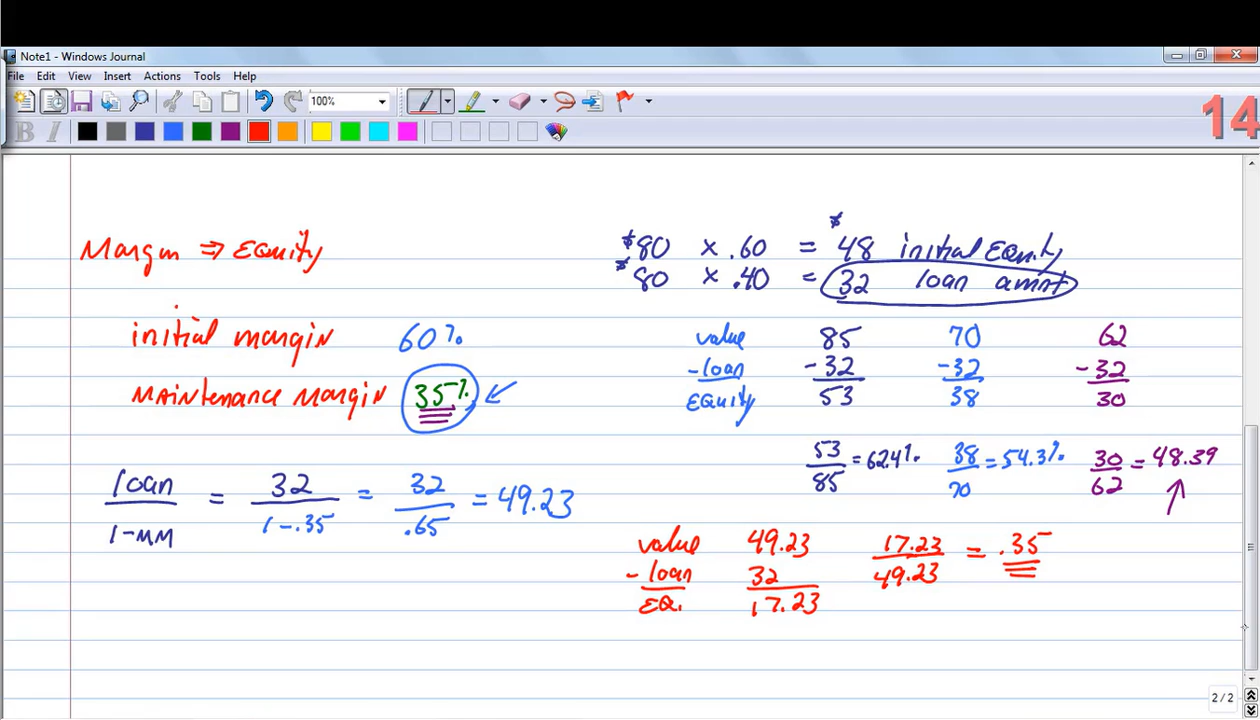 Note1 - Windows Journal
File Edit View Insert Actions Tools Help
100%
B I
14
Margin ⇒ Equity
initial margin 60%
Maintenance Margin 35%
loan / 1-MM = 32 / 1-.35 = 32 / .65 = 49.23
$80 x .60 = $48 initial Equity
$80 x .40 = 32 loan amnt
value 85 70 62
-loan -32 -32 -32
Equity 53 38 30
53/85 = 62.4% 38/70 = 54.3% 30/62 = 48.39
value 49.23 17.23/49.23 = .35
-loan 32
EQ. 17.23
2 / 2